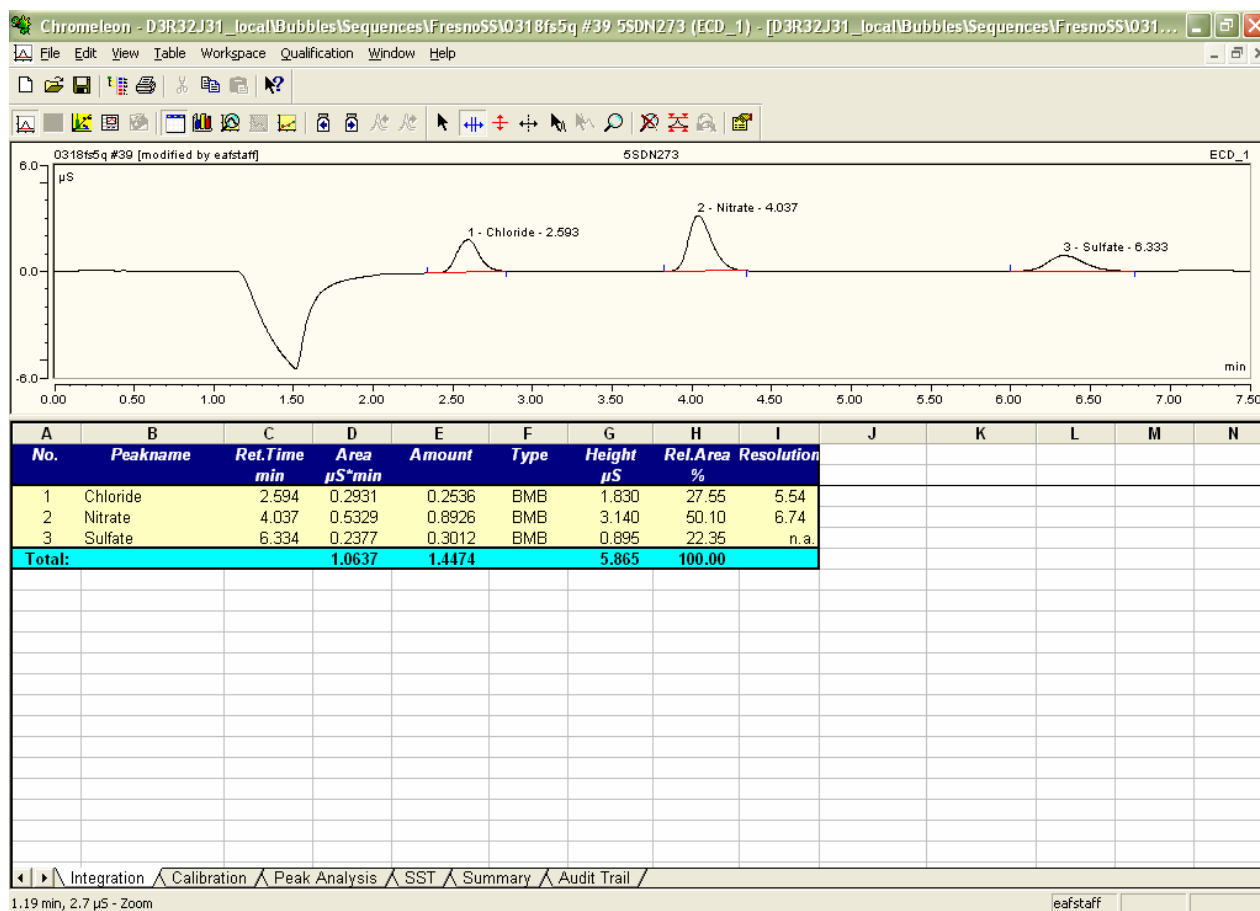 Chromeleon - D3R32J31_local\Bubbles\Sequences\FresnoSS\0318fs5q #39 5SDN273 (ECD_1) - [D3R32J31_local\Bubbles\Sequences\FresnoSS\031...
File Edit View Table Workspace Qualification Window Help
0318fs5q #39 [modified by eafstaff] 5SDN273 ECD_1
6.0
µS
2 - Nitrate - 4.037
1 - Chloride - 2.593
3 - Sulfate - 6.333
0.0
min
-6.0
0.00 0.50 1.00 1.50 2.00 2.50 3.00 3.50 4.00 4.50 5.00 5.50 6.00 6.50 7.00 7.50
A B C D E F G H I J K L M N
No. Peakname Ret.Time Area Amount Type Height Rel.Area Resolution
min µS*min µS %
1 Chloride 2.594 0.2931 0.2536 BMB 1.830 27.55 5.54
2 Nitrate 4.037 0.5329 0.8926 BMB 3.140 50.10 6.74
3 Sulfate 6.334 0.2377 0.3012 BMB 0.895 22.35 n.a.
Total: 1.0637 1.4474 5.865 100.00
Integration Calibration Peak Analysis SST Summary Audit Trail
1.19 min, 2.7 µS - Zoom eafstaff